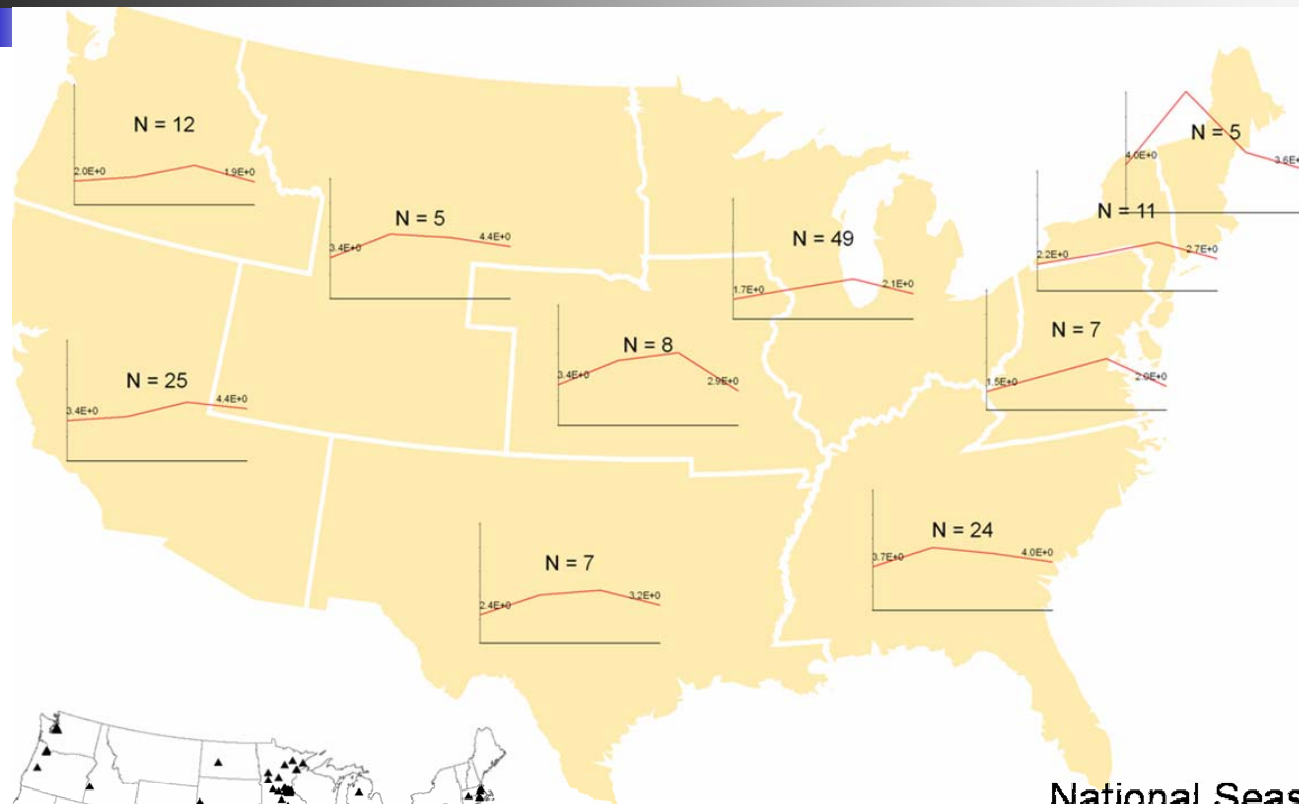 N = 12
2.0E+0 1.9E+0
N = 5
3.4E+0 4.4E+0
N = 49
1.7E+0 2.1E+0
N = 5
4.0E+0
N = 11
2.2E+0 2.7E+0
N = 7
1.5E+0
N = 8
3.4E+0 2.9E+0
N = 25
3.4E+0 4.4E+0
N = 24
3.7E+0 4.0E+0
N = 7
2.4E+0 3.2E+0
National Seas